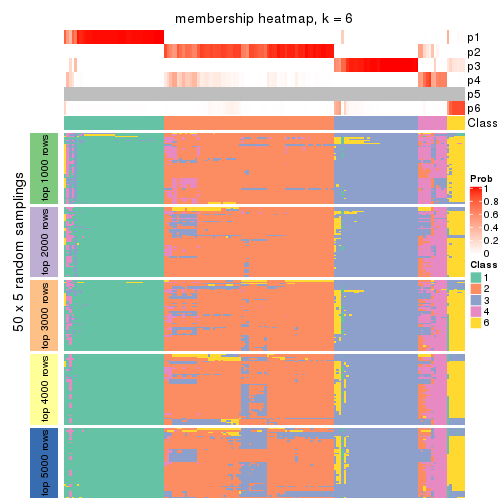 membership heatmap, k = 6
p1
p2
p3
p4
p5
p6
Class
Prob
1
0.8
0.6
0.4
0.2
0
Class
1
2
3
4
6
50 x 5 random samplings
top 1000 rows
top 2000 rows
top 3000 rows
top 4000 rows
top 5000 rows